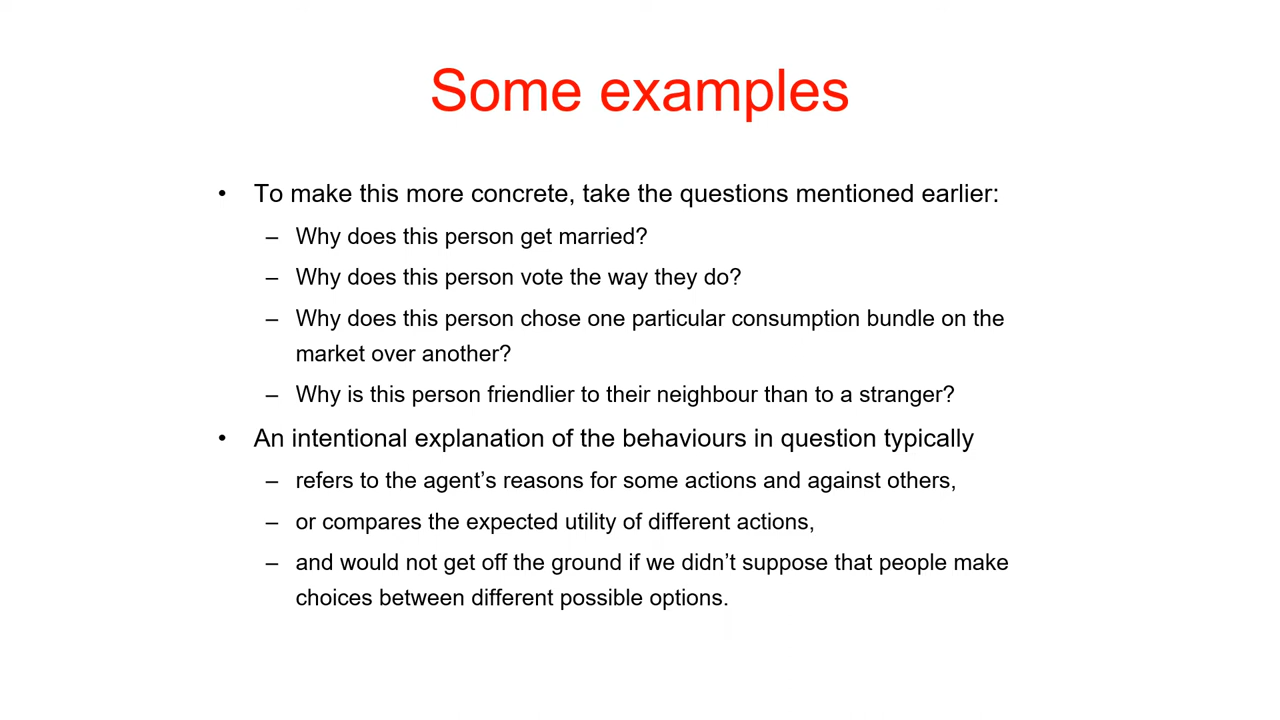 Some examples
• To make this more concrete, take the questions mentioned earlier:
– Why does this person get married?
– Why does this person vote the way they do?
– Why does this person chose one particular consumption bundle on the
market over another?
– Why is this person friendlier to their neighbour than to a stranger?
• An intentional explanation of the behaviours in question typically
– refers to the agent’s reasons for some actions and against others,
– or compares the expected utility of different actions,
– and would not get off the ground if we didn’t suppose that people make
choices between different possible options.